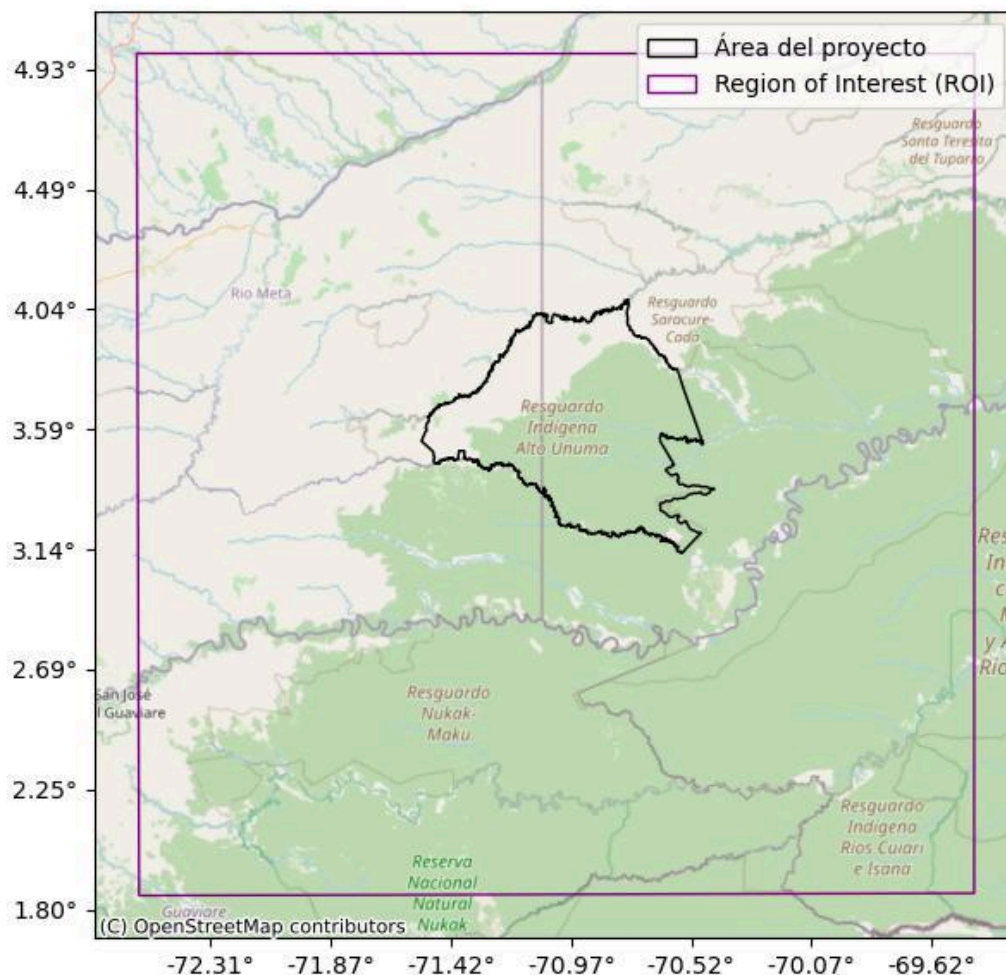 Área del proyecto
Region of Interest (ROI)
4.93°
4.49°
4.04°
3.59°
3.14°
2.69°
2.25°
1.80°
Resguardo
Santa Teresita
del Tuparro
Rio Meta
Resguardo
Saracure-
Cada
Resguardo
Indigena
Alto Unuma
Resguardo
Nukak-
Maku
San José
l Guaviare
Resguardo
Indigena
Rios Cuiari
e Isana
Reserva
Nacional
Natural
Nukak
Guaviare
(C) OpenStreetMap contributors
-72.31°
-71.87°
-71.42°
-70.97°
-70.52°
-70.07°
-69.62°